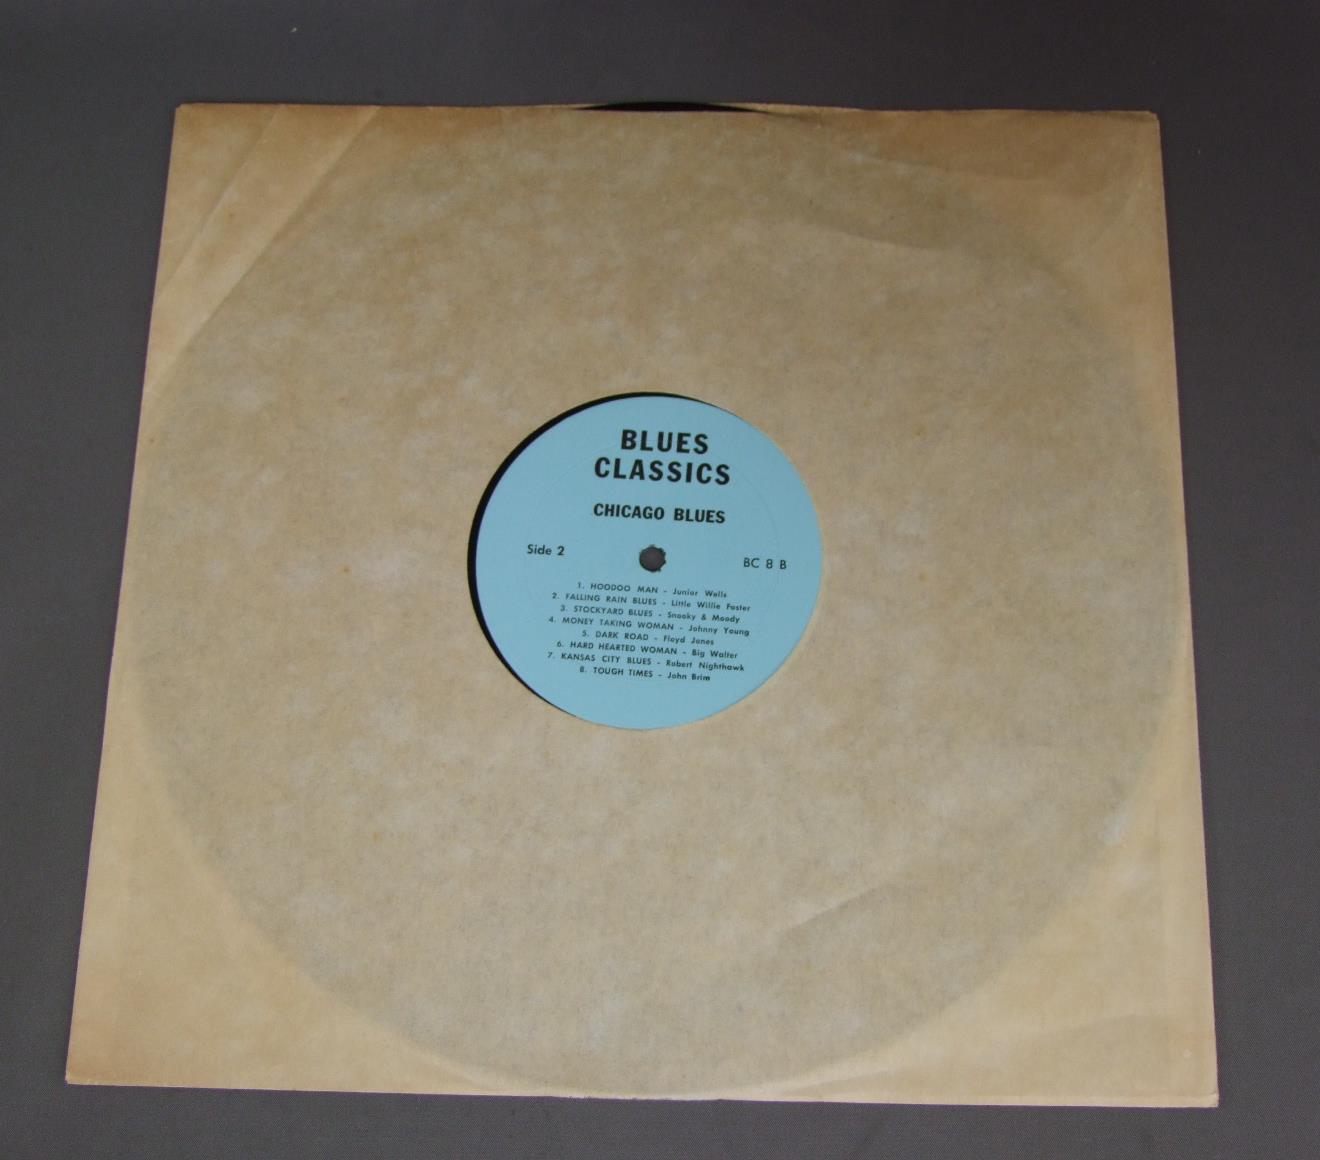 BLUES
CLASSICS
CHICAGO BLUES
Side 2
BC 8 B
1. HOODOO MAN - Junior Wells
2. FALLING RAIN BLUES - Little Willie Foster
3. STOCKYARD BLUES - Snooky & Moody
4. MONEY TAKING WOMAN - Johnny Young
5. DARK ROAD - Floyd Jones
6. HARD HEARTED WOMAN - Big Walter
7. KANSAS CITY BLUES - Robert Nighthawk
8. TOUGH TIMES - John Brim